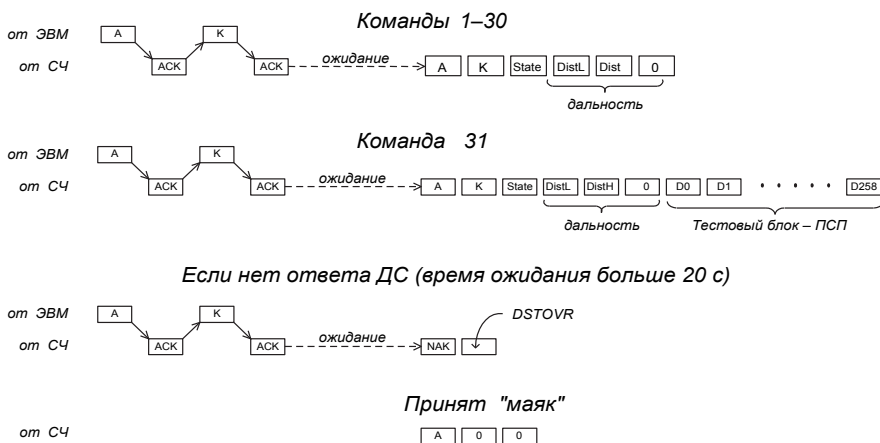 Команды 1–30
от ЭВМ A K
от СЧ ACK ACK ожидание A K State DistL Dist 0
дальность
Команда 31
от ЭВМ A K
от СЧ ACK ACK ожидание A K State DistL DistH 0 D0 D1 . . . . . D258
дальность Тестовый блок – ПСП
Если нет ответа ДС (время ожидания больше 20 с)
от ЭВМ A K DSTOVR
от СЧ ACK ACK ожидание NAK
Принят "маяк"
от СЧ A 0 0